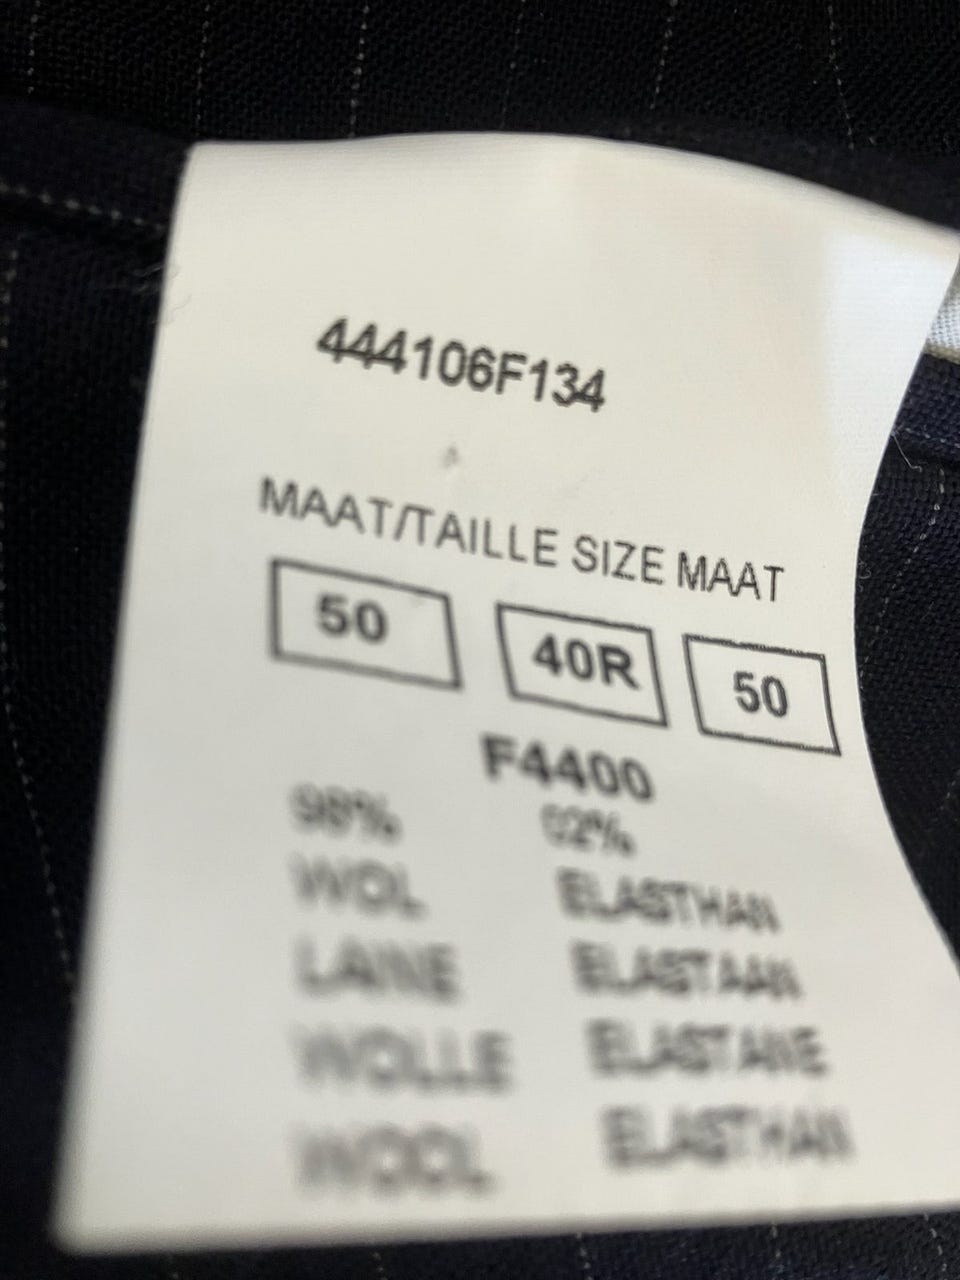 444106F134
MAAT/TAILLE SIZE MAAT
50 40R 50
F4400
98% 02%
WOL ELASTHAN
LAINE ELASTAAN
WOLLE ELASTANE
WOOL ELASTHAN